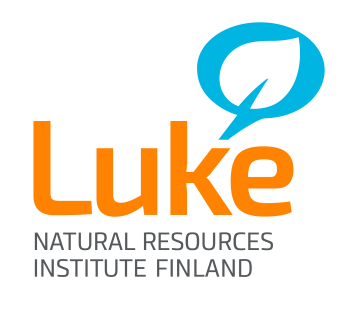 Luke
NATURAL RESOURCES
INSTITUTE FINLAND